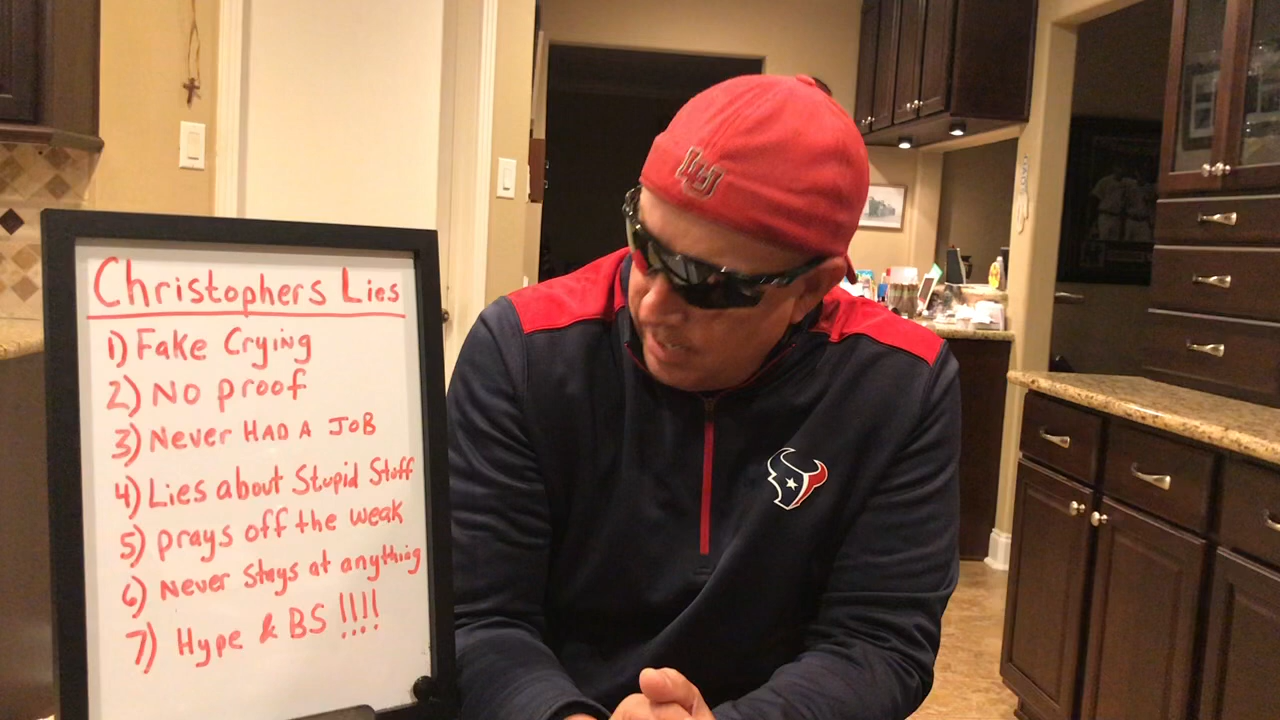 UH
Christophers Lies
1) Fake Crying
2) No proof
3) Never HAD A JOB
4) Lies about Stupid Stuff
5) prays off the weak
6) Never stays at anything
7) Hype & BS !!!!